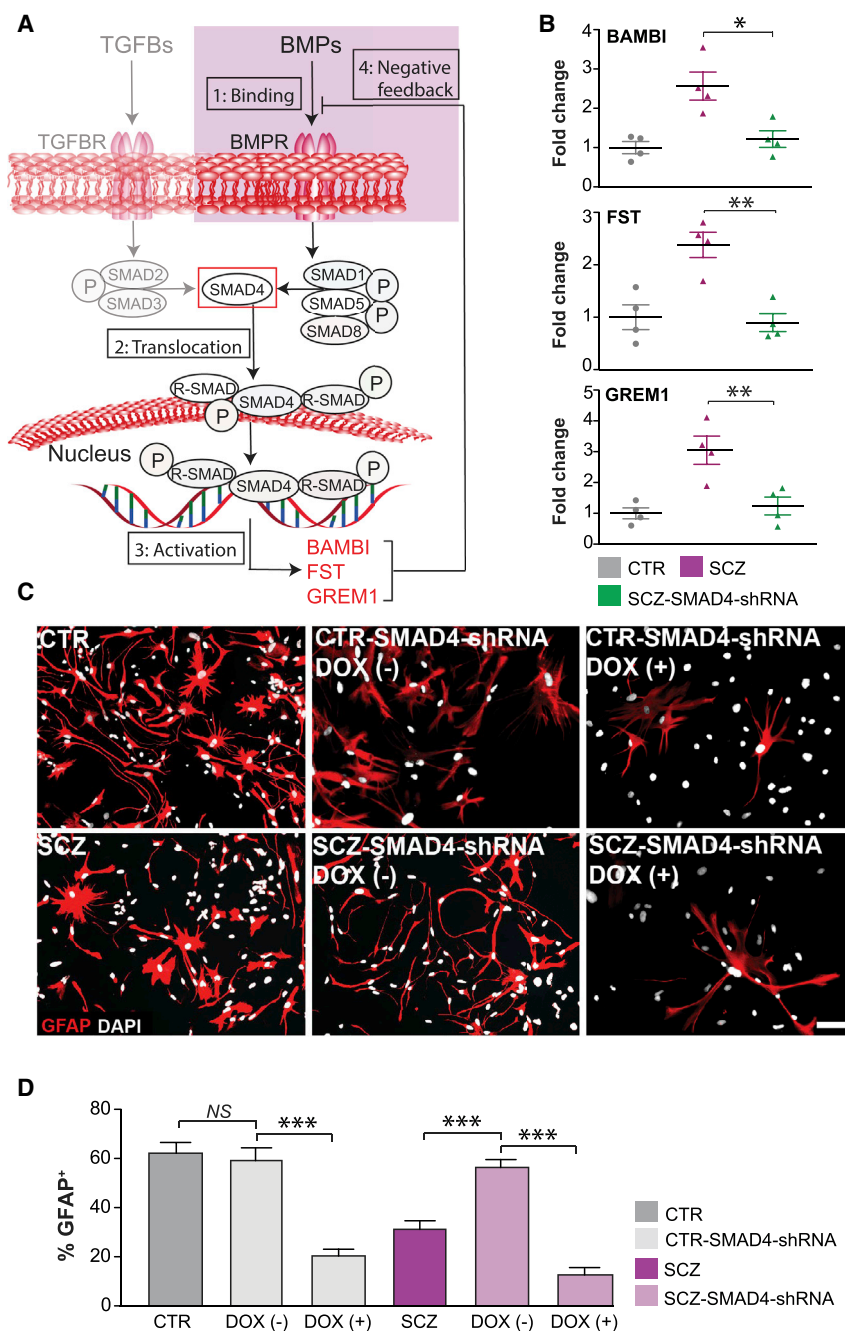 A
TGFBs
BMPs
1: Binding
4: Negative
feedback
TGFBR
BMPR
P
SMAD2
SMAD3
SMAD4
SMAD1
SMAD5
SMAD8
P
P
2: Translocation
R-SMAD
SMAD4
R-SMAD
P
P
Nucleus
P
R-SMAD
SMAD4
R-SMAD
P
3: Activation
BAMBI
FST
GREM1
B
BAMBI
*
Fold change
4
3
2
1
0
FST
**
Fold change
3
2
1
0
GREM1
**
Fold change
5
4
3
2
1
0
CTR
SCZ
SCZ-SMAD4-shRNA
C
CTR
CTR-SMAD4-shRNA
DOX (-)
CTR-SMAD4-shRNA
DOX (+)
SCZ
SCZ-SMAD4-shRNA
DOX (-)
SCZ-SMAD4-shRNA
DOX (+)
GFAP DAPI
D
% GFAP+
80
60
40
20
0
NS
***
***
***
CTR
DOX (-)
DOX (+)
SCZ
DOX (-)
DOX (+)
CTR
CTR-SMAD4-shRNA
SCZ
SCZ-SMAD4-shRNA